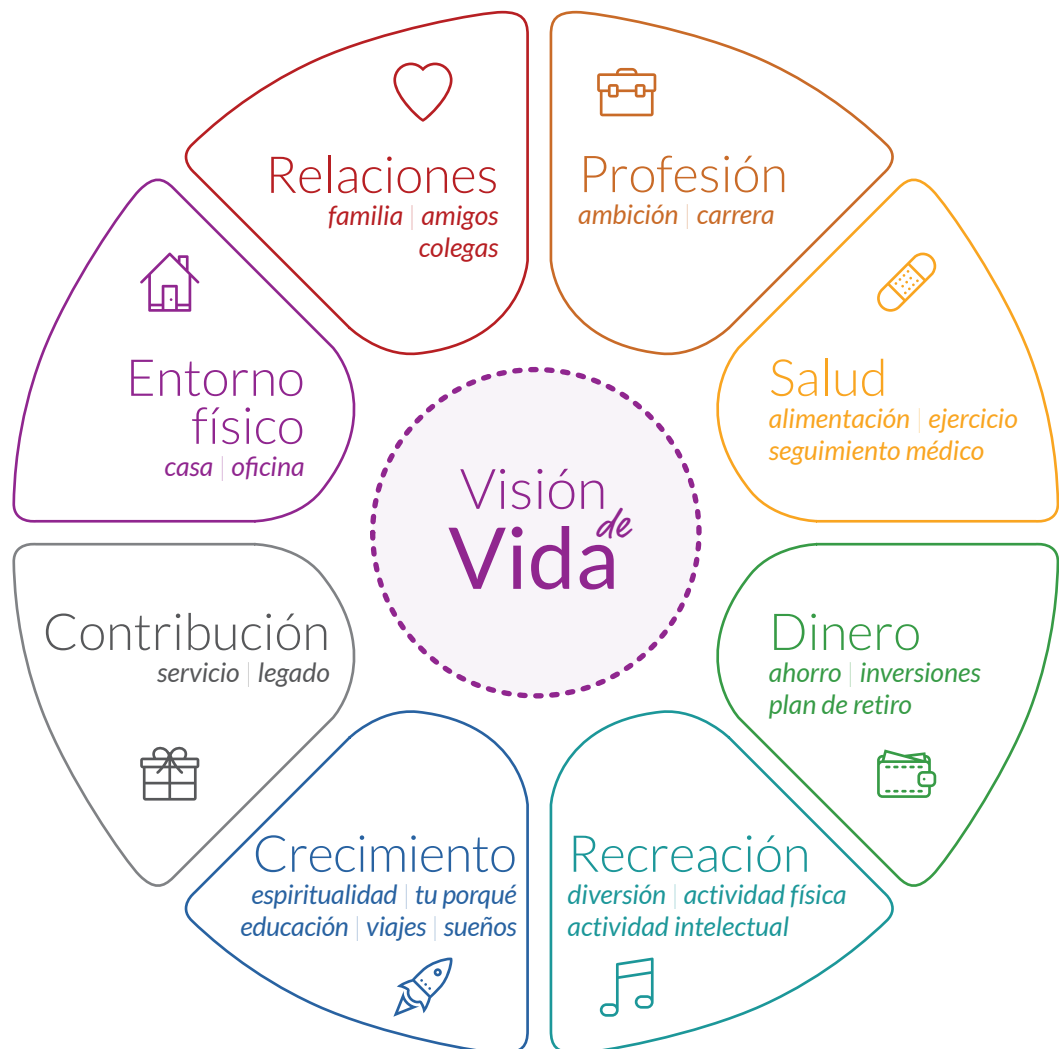 Relaciones
familia | amigos
colegas
Profesión
ambición | carrera
Salud
alimentación | ejercicio
seguimiento médico
Dinero
ahorro | inversiones
plan de retiro
Recreación
diversión | actividad física
actividad intelectual
Crecimiento
espiritualidad | tu porqué
educación | viajes | sueños
Contribución
servicio | legado
Entorno
físico
casa | oficina
Visión
de
Vida